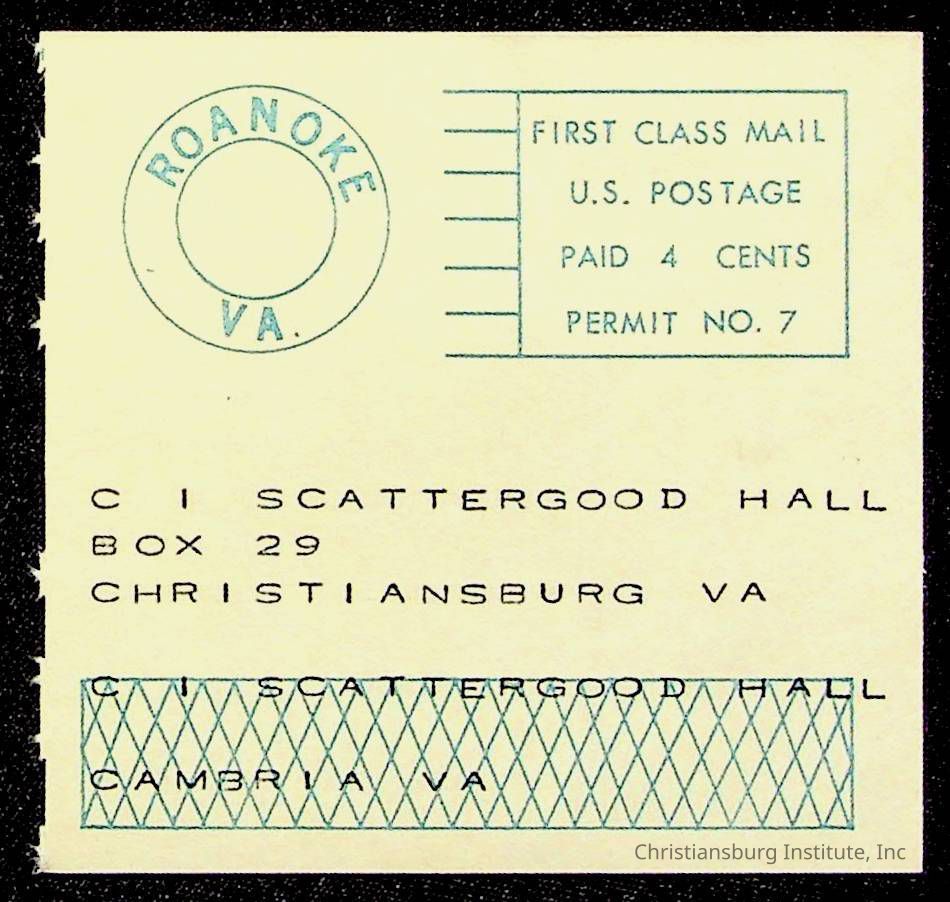 ROANOKE
VA.
FIRST CLASS MAIL
U.S. POSTAGE
PAID 4 CENTS
PERMIT NO. 7
C I SCATTERGOOD HALL
BOX 29
CHRISTIANSBURG VA
C I SCATTERGOOD HALL
CAMBRIA VA
Christiansburg Institute, Inc